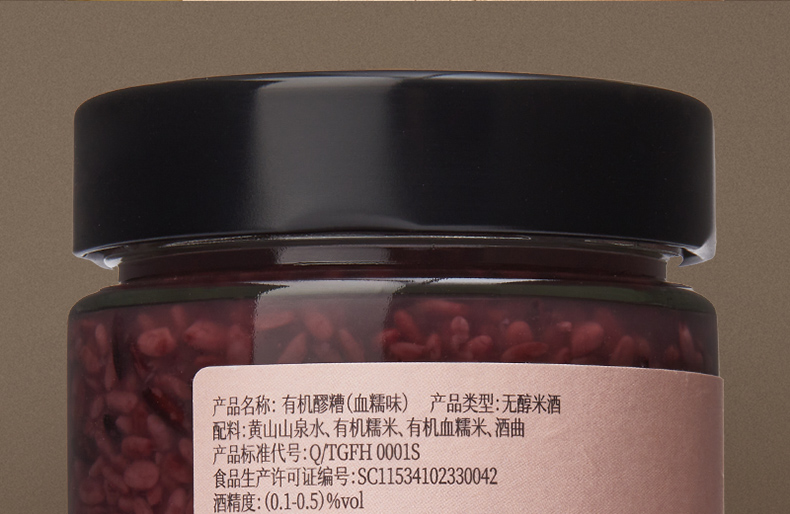 产品名称: 有机醪糟(血糯味) 产品类型:无醇米酒
配料:黄山山泉水、有机糯米、有机血糯米、酒曲
产品标准代号:Q/TGFH 0001S
食品生产许可证编号:SC11534102330042
酒精度:(0.1-0.5)%vol